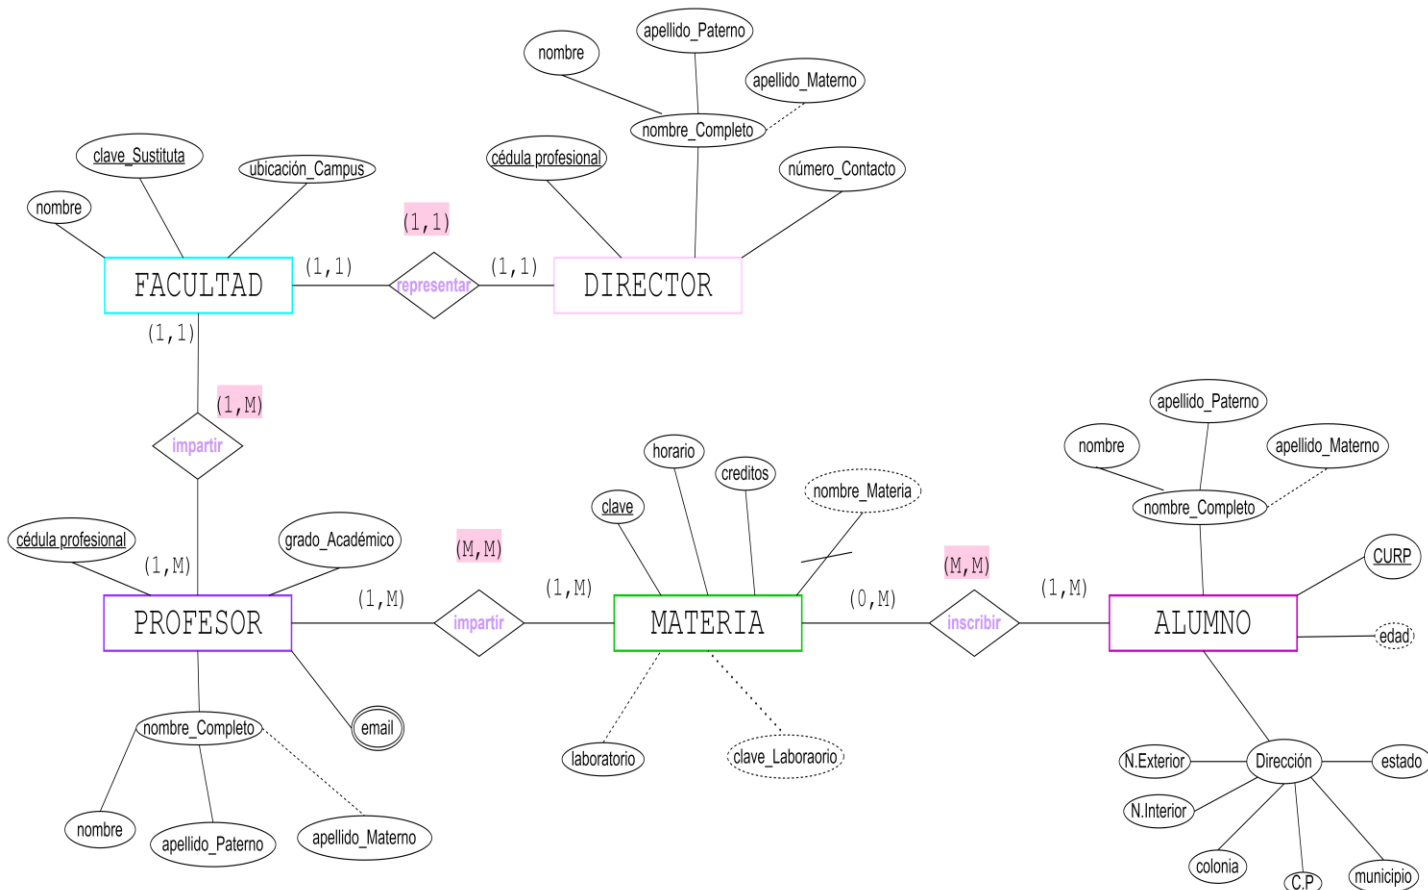 apellido_Paterno
nombre
apellido_Materno
nombre_Completo
clave_Sustituta
cédula profesional
ubicación_Campus
número_Contacto
nombre
(1,1)
(1,1)
(1,1)
FACULTAD
representar
DIRECTOR
(1,1)
(1,M)
impartir
apellido_Paterno
nombre
apellido_Materno
horario
creditos
nombre_Materia
nombre_Completo
clave
cédula profesional
grado_Académico
(M,M)
(M,M)
CURP
(1,M)
(1,M)
(1,M)
(0,M)
(1,M)
PROFESOR
impartir
MATERIA
inscribir
ALUMNO
edad
nombre_Completo
email
laboratorio
clave_Laboraorio
N.Exterior
Dirección
estado
N.Interior
nombre
apellido_Paterno
apellido_Materno
colonia
C.P
municipio